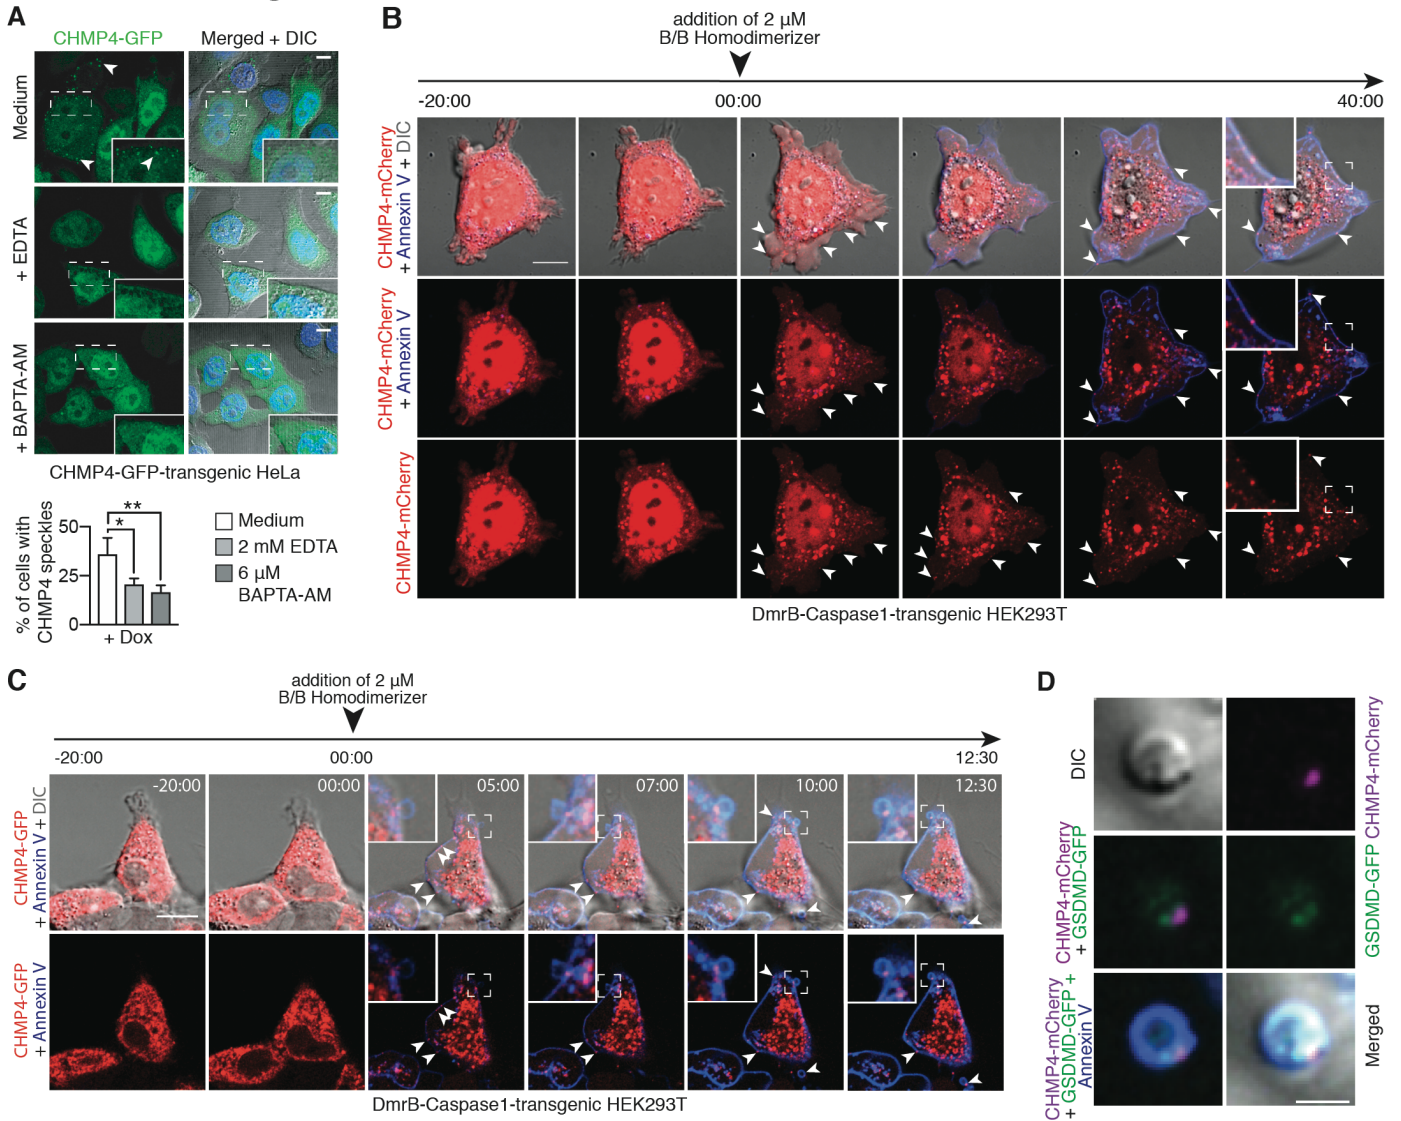 A
CHMP4-GFP
Merged + DIC
Medium
+ EDTA
+ BAPTA-AM
CHMP4-GFP-transgenic HeLa
% of cells with
CHMP4 speckles
50
25
0
*
**
+ Dox
Medium
2 mM EDTA
6 µM
BAPTA-AM
B
addition of 2 µM
B/B Homodimerizer
-20:00
00:00
40:00
CHMP4-mCherry
+ Annexin V + DIC
CHMP4-mCherry
+ Annexin V
CHMP4-mCherry
DmrB-Caspase1-transgenic HEK293T
C
addition of 2 µM
B/B Homodimerizer
-20:00
00:00
12:30
-20:00
00:00
05:00
07:00
10:00
12:30
CHMP4-GFP
+ Annexin V + DIC
CHMP4-GFP
+ Annexin V
DmrB-Caspase1-transgenic HEK293T
D
DIC
CHMP4-mCherry
CHMP4-mCherry
+ GSDMD-GFP
GSDMD-GFP
CHMP4-mCherry
+ GSDMD-GFP +
Annexin V
Merged